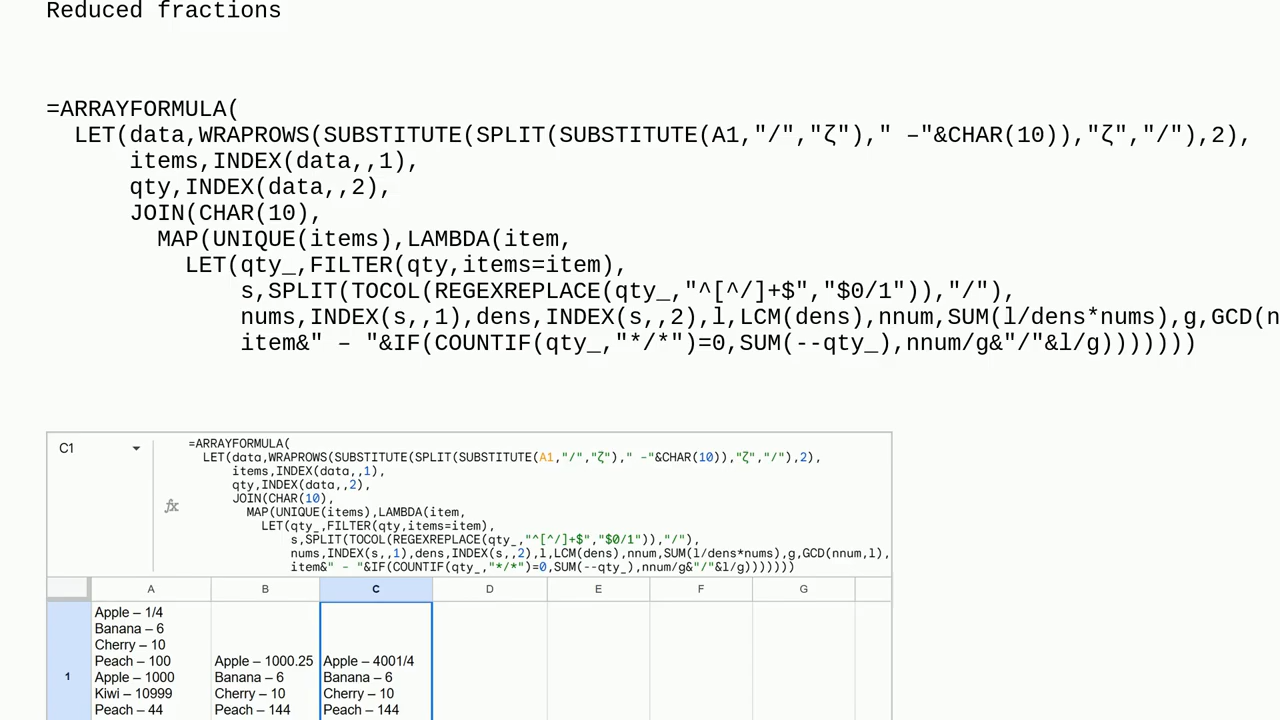 Reduced fractions
=ARRAYFORMULA(
LET(data,WRAPROWS(SUBSTITUTE(SPLIT(SUBSTITUTE(A1,"/","ζ")," –"&CHAR(10)),"ζ","/"),2),
items,INDEX(data,,1),
qty,INDEX(data,,2),
JOIN(CHAR(10),
MAP(UNIQUE(items),LAMBDA(item,
LET(qty_,FILTER(qty,items=item),
s,SPLIT(TOCOL(REGEXREPLACE(qty_,"^[^/]+$","$0/1")),"/"),
nums,INDEX(s,,1),dens,INDEX(s,,2),l,LCM(dens),nnum,SUM(l/dens*nums),g,GCD(n
item&" – "&IF(COUNTIF(qty_,"*/*")=0,SUM(--qty_),nnum/g&"/"&l/g)))))))
C1
fx
=ARRAYFORMULA(
LET(data,WRAPROWS(SUBSTITUTE(SPLIT(SUBSTITUTE(A1,"/","ζ")," –"&CHAR(10)),"ζ","/"),2),
items,INDEX(data,,1),
qty,INDEX(data,,2),
JOIN(CHAR(10),
MAP(UNIQUE(items),LAMBDA(item,
LET(qty_,FILTER(qty,items=item),
s,SPLIT(TOCOL(REGEXREPLACE(qty_,"^[^/]+$","$0/1")),"/"),
nums,INDEX(s,,1),dens,INDEX(s,,2),l,LCM(dens),nnum,SUM(l/dens*nums),g,GCD(nnum,l),
item&" – "&IF(COUNTIF(qty_,"*/*")=0,SUM(--qty_),nnum/g&"/"&l/g)))))))
A B C D E F G
Apple – 1/4
Banana – 6
Cherry – 10
Peach – 100 Apple – 1000.25 Apple – 4001/4
1 Apple – 1000 Banana – 6 Banana – 6
Kiwi – 10999 Cherry – 10 Cherry – 10
Peach – 44 Peach – 144 Peach – 144